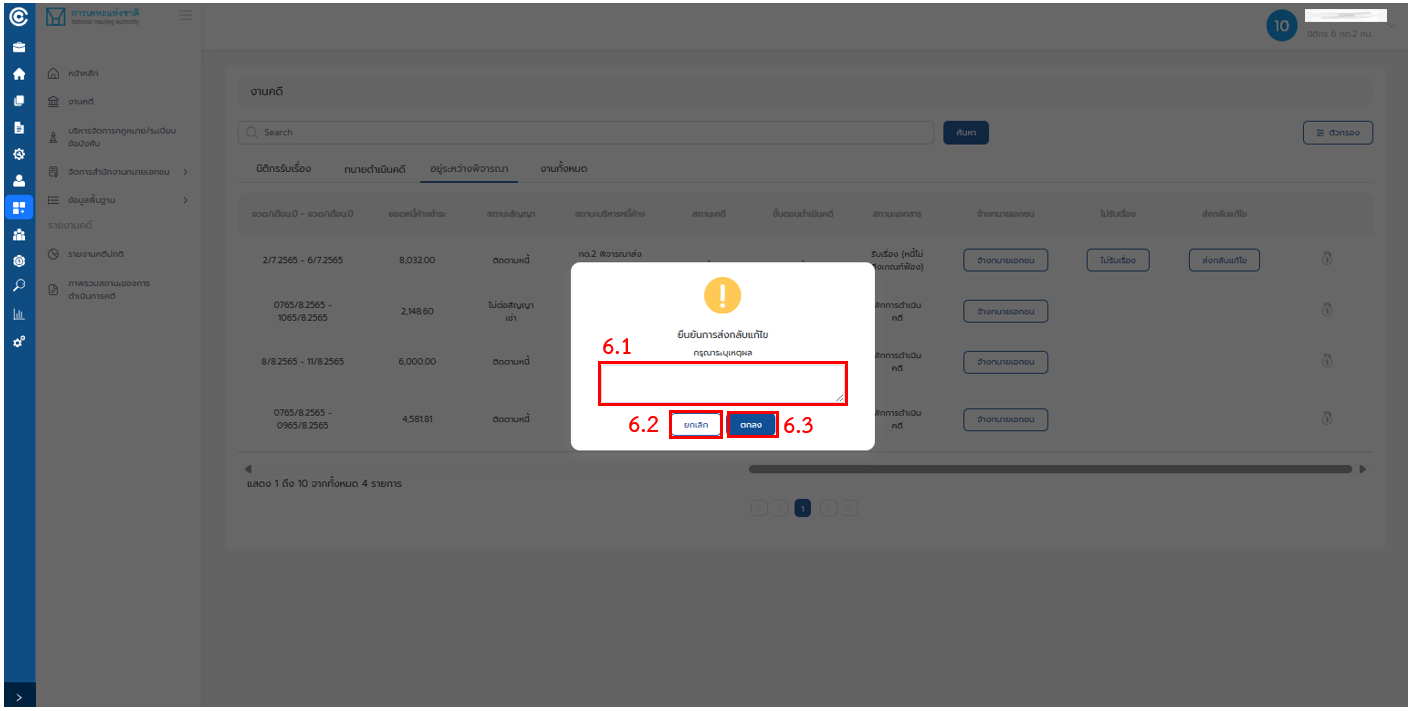 การเคหะแห่งชาติ
National Housing Authority
10
นิติกร 6 กด.2 กม.
หน้าหลัก
งานคดี
บริหารจัดการกฎหมาย/ระเบียบ
ข้อบังคับ
จัดการสำนักงานทนายเอกชน
ข้อมูลพื้นฐาน
รายงานคดี
รายงานคดีปกติ
ภาพรวมสถานะของการ
ดำเนินการคดี
งานคดี
Search
ค้นหา
ตัวกรอง
นิติกรรับเรื่อง ทนายดำเนินคดี อยู่ระหว่างพิจารณา งานทั้งหมด
งวด/เดือน.ปี - งวด/เดือน.ปี ยอดหนี้ค้างชำระ สถานะสัญญา สถานะบริหารหนี้ค้าง สถานะคดี ขั้นตอนดำเนินคดี สถานะเอกสาร จ้างทนายเอกชน ไม่รับเรื่อง ส่งกลับแก้ไข
2/7.2565 - 6/7.2565 8,032.00 ติดตามหนี้ กด.2 พิจารณาส่ง รับเรื่อง (หนี้ไม่
ถึงเกณฑ์ฟ้อง) จ้างทนายเอกชน ไม่รับเรื่อง ส่งกลับแก้ไข
0765/8.2565 -
1065/8.2565 2,148.60 ไม่ต่อสัญญา
เช่า พักการดำเนิน
คดี จ้างทนายเอกชน
8/8.2565 - 11/8.2565 6,000.00 ติดตามหนี้ พักการดำเนิน
คดี จ้างทนายเอกชน
0765/8.2565 -
0965/8.2565 4,581.81 ติดตามหนี้ พักการดำเนิน
คดี จ้างทนายเอกชน
ยืนยันการส่งกลับแก้ไข
กรุณาระบุเหตุผล
6.1
6.2 ยกเลิก ตกลง 6.3
แสดง 1 ถึง 10 จากทั้งหมด 4 รายการ
1